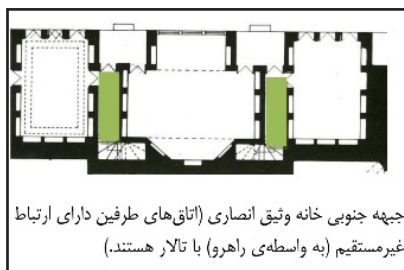 جبهه جنوبی خانه وثیق انصاری (اتاق‌های طرفین دارای ارتباط
غیرمستقیم (به واسطه‌ی راهرو) با تالار هستند.)